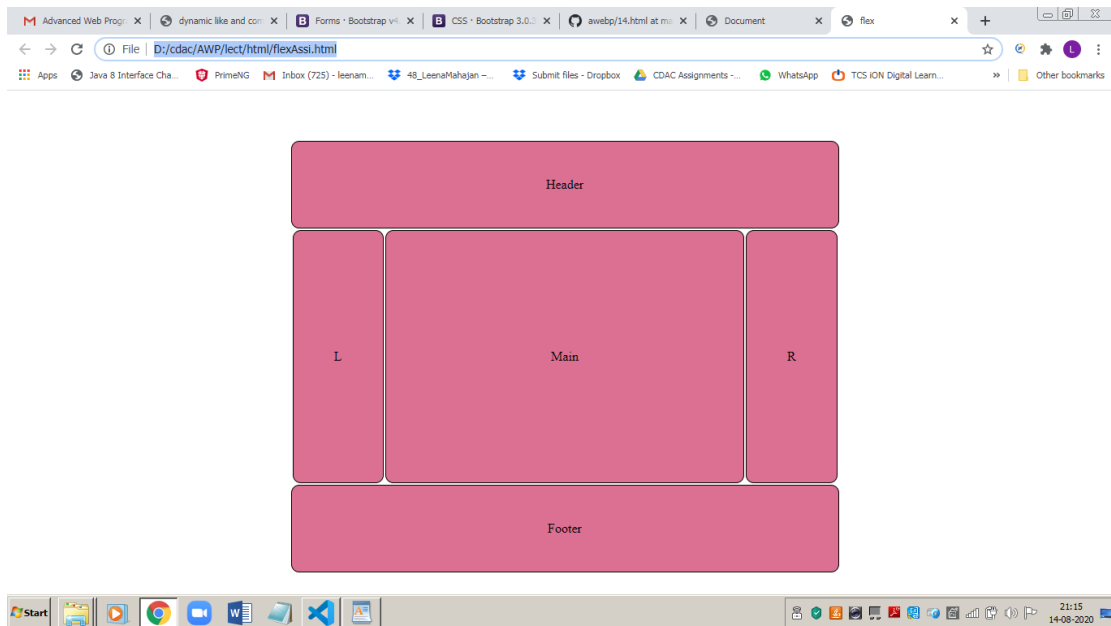 Advanced Web Progr dynamic like and com Forms · Bootstrap v4. CSS · Bootstrap 3.0.3 awebp/14.html at ma Document flex
File D:/cdac/AWP/lect/html/flexAssi.html
Apps Java 8 Interface Cha... PrimeNG Inbox (725) - leenam... 48_LeenaMahajan –... Submit files - Dropbox CDAC Assignments -... WhatsApp TCS iON Digital Learn... » Other bookmarks
Header
L Main R
Footer
Start 21:15
14-08-2020